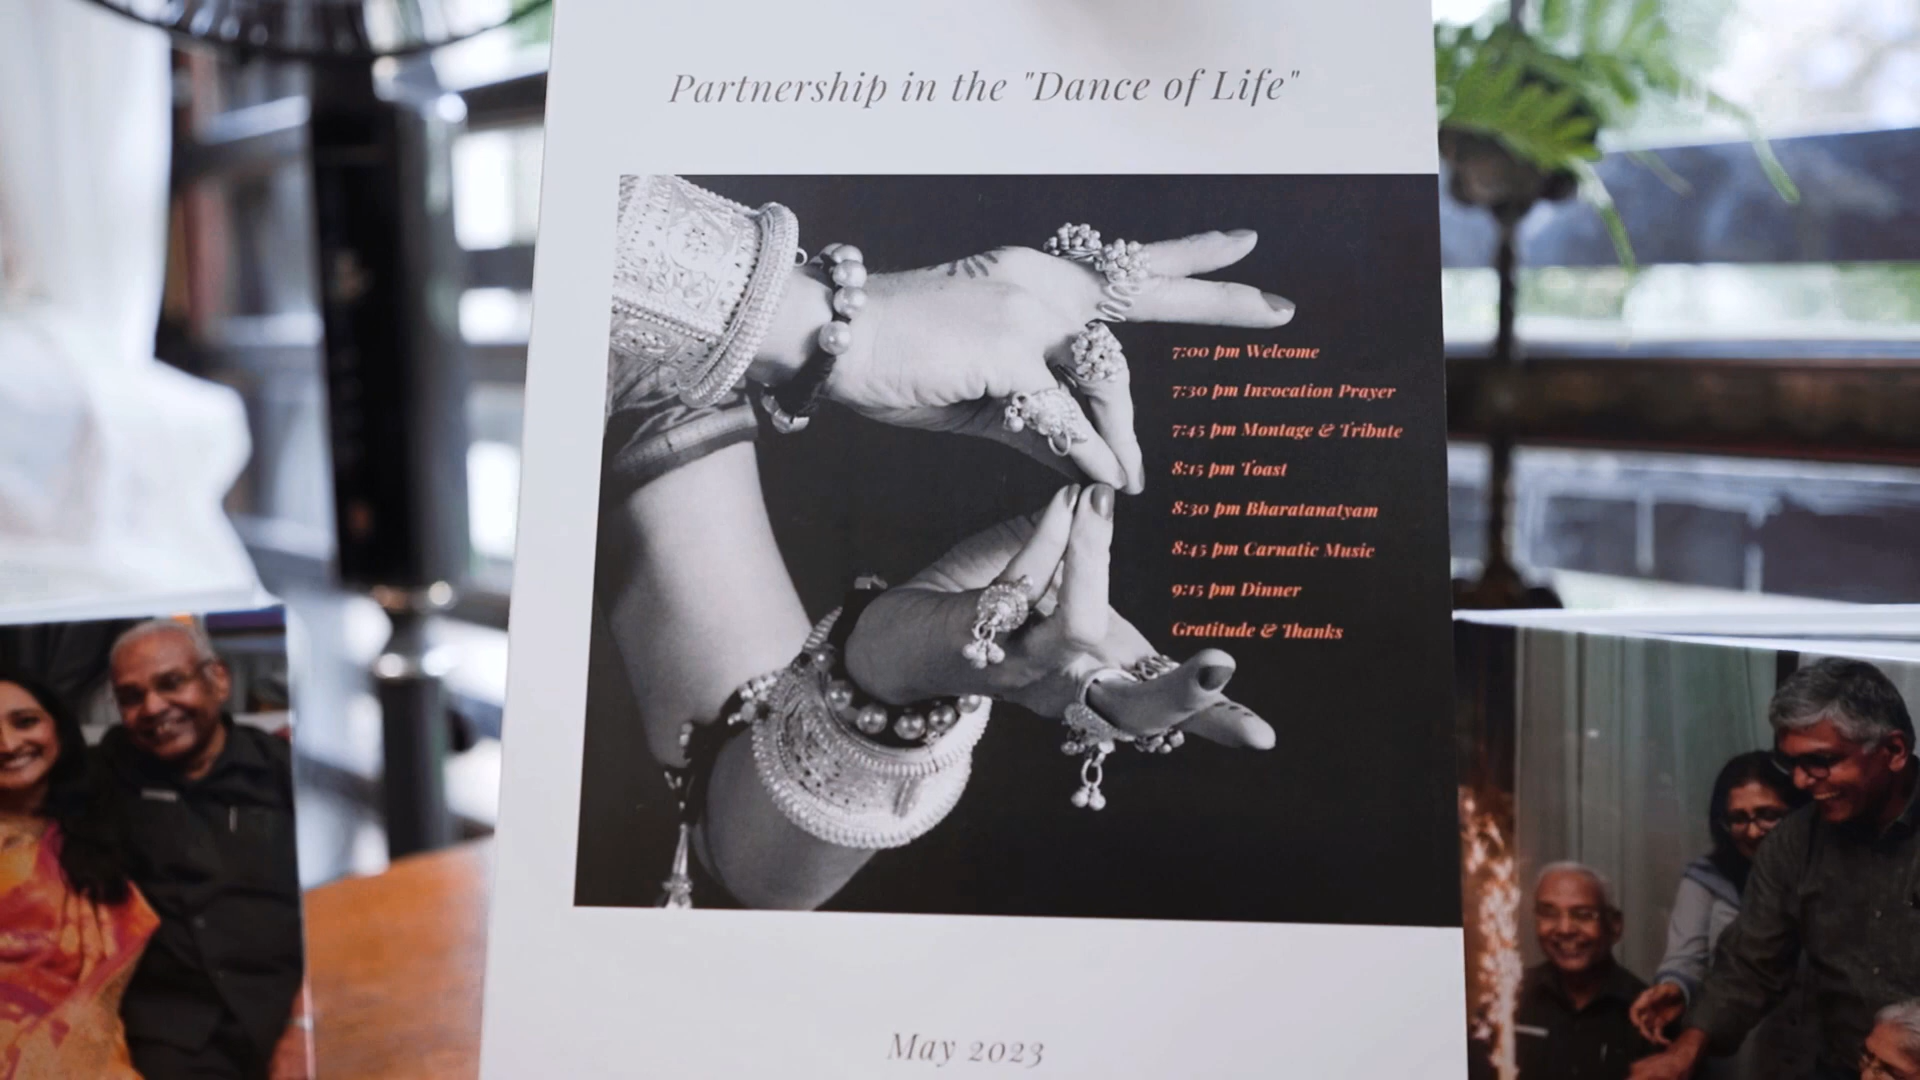 Partnership in the "Dance of Life"
7:00 pm Welcome
7:30 pm Invocation Prayer
7:45 pm Montage & Tribute
8:15 pm Toast
8:30 pm Bharatanatyam
8:45 pm Carnatic Music
9:15 pm Dinner
Gratitude & Thanks
May 2023